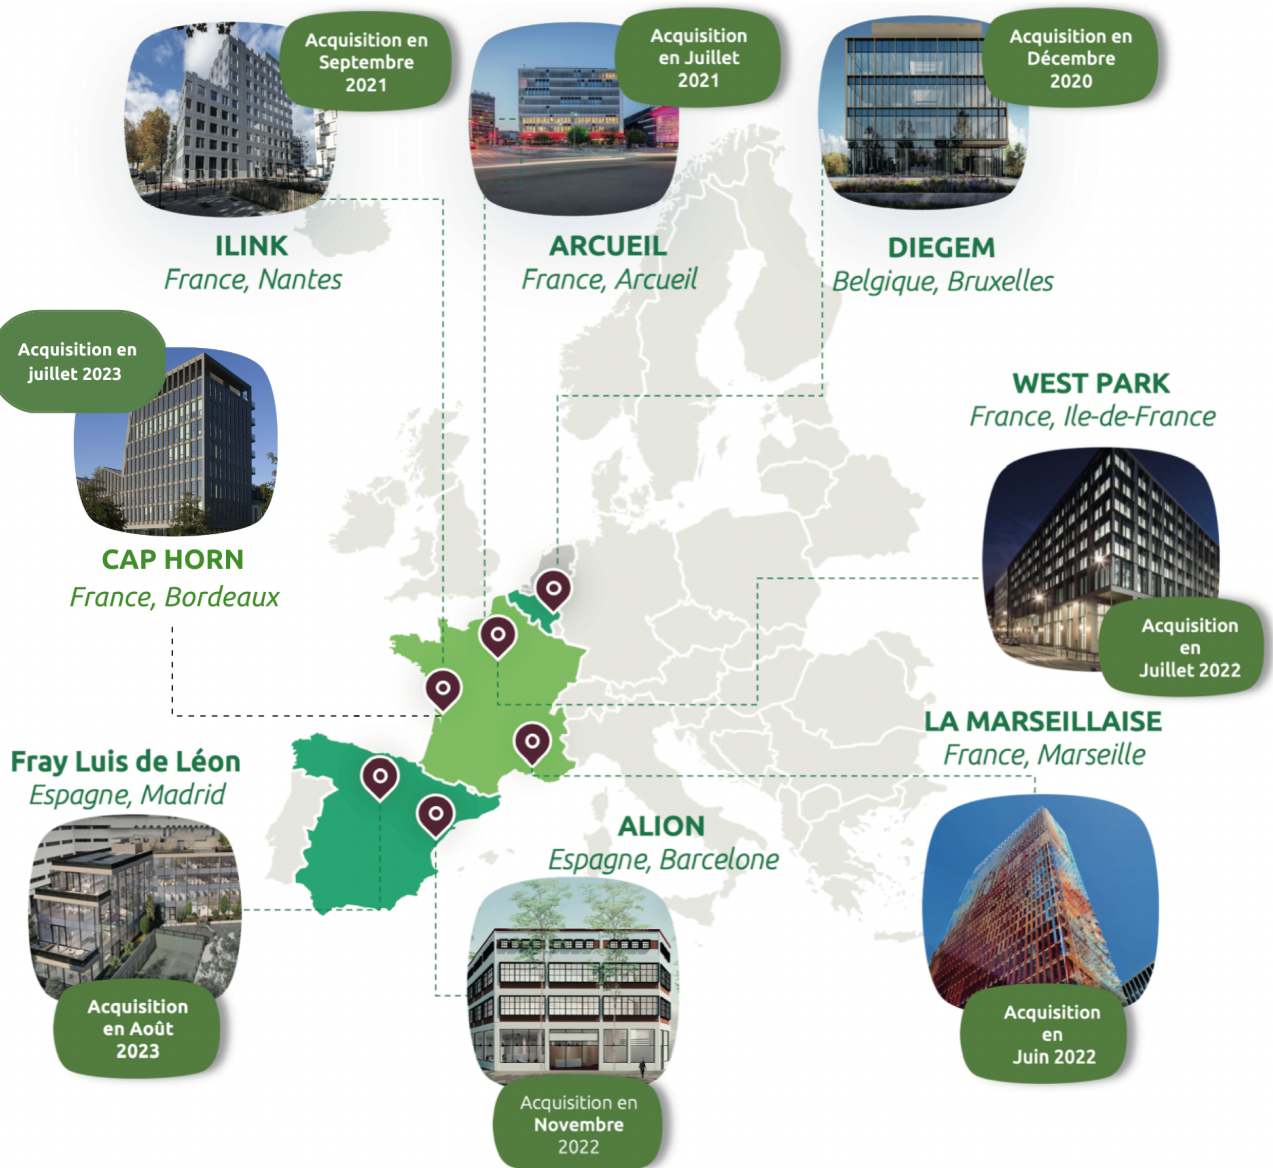 Acquisition en
Septembre
2021
ILINK
France, Nantes
Acquisition
en Juillet
2021
ARCUEIL
France, Arcueil
Acquisition en
Décembre
2020
DIEGEM
Belgique, Bruxelles
Acquisition en
juillet 2023
CAP HORN
France, Bordeaux
WEST PARK
France, Ile-de-France
Acquisition
en
Juillet 2022
LA MARSEILLAISE
France, Marseille
Acquisition
en
Juin 2022
Fray Luis de Léon
Espagne, Madrid
Acquisition
en Août
2023
ALION
Espagne, Barcelone
Acquisition en
Novembre
2022